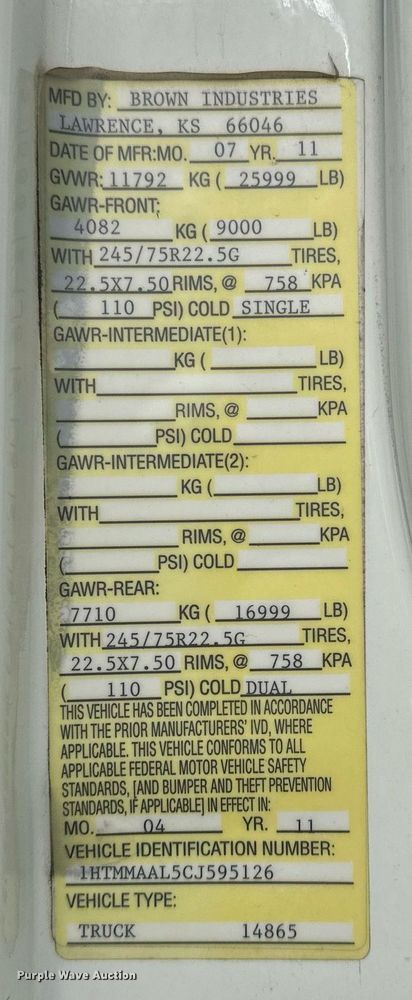 MFD BY: BROWN INDUSTRIES
LAWRENCE, KS 66046
DATE OF MFR:MO. 07 YR. 11
GVWR: 11792 KG ( 25999 LB)
GAWR-FRONT;
4082 KG ( 9000 LB)
WITH 245/75R22.5G TIRES,
22.5X7.50 RIMS, @ 758 KPA
( 110 PSI) COLD SINGLE
GAWR-INTERMEDIATE(1):
KG ( LB)
WITH TIRES,
RIMS, @ KPA
( PSI) COLD
GAWR-INTERMEDIATE(2):
KG ( LB)
WITH TIRES,
RIMS, @ KPA
( PSI) COLD
GAWR-REAR:
7710 KG ( 16999 LB)
WITH 245/75R22.5G TIRES,
22.5X7.50 RIMS, @ 758 KPA
( 110 PSI) COLD DUAL
THIS VEHICLE HAS BEEN COMPLETED IN ACCORDANCE
WITH THE PRIOR MANUFACTURERS' IVD, WHERE
APPLICABLE. THIS VEHICLE CONFORMS TO ALL
APPLICABLE FEDERAL MOTOR VEHICLE SAFETY
STANDARDS, [AND BUMPER AND THEFT PREVENTION
STANDARDS, IF APPLICABLE] IN EFFECT IN:
MO. 04 YR. 11
VEHICLE IDENTIFICATION NUMBER:
1HTMMAAL5CJ595126
VEHICLE TYPE:
TRUCK 14865
Purple Wave Auction